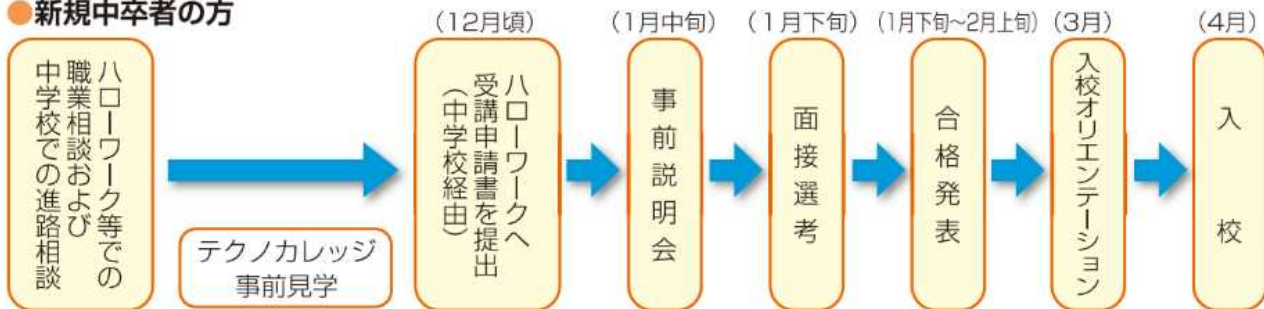 ●新規中卒者の方
ハローワーク等での
職業相談および
中学校での進路相談
テクノカレッジ
事前見学
(12月頃)
ハローワークへ
受講申請書を提出
(中学校経由)
(1月中旬)
事前説明会
(1月下旬)
面接選考
(1月下旬~2月上旬)
合格発表
(3月)
入校オリエンテーション
(4月)
入校